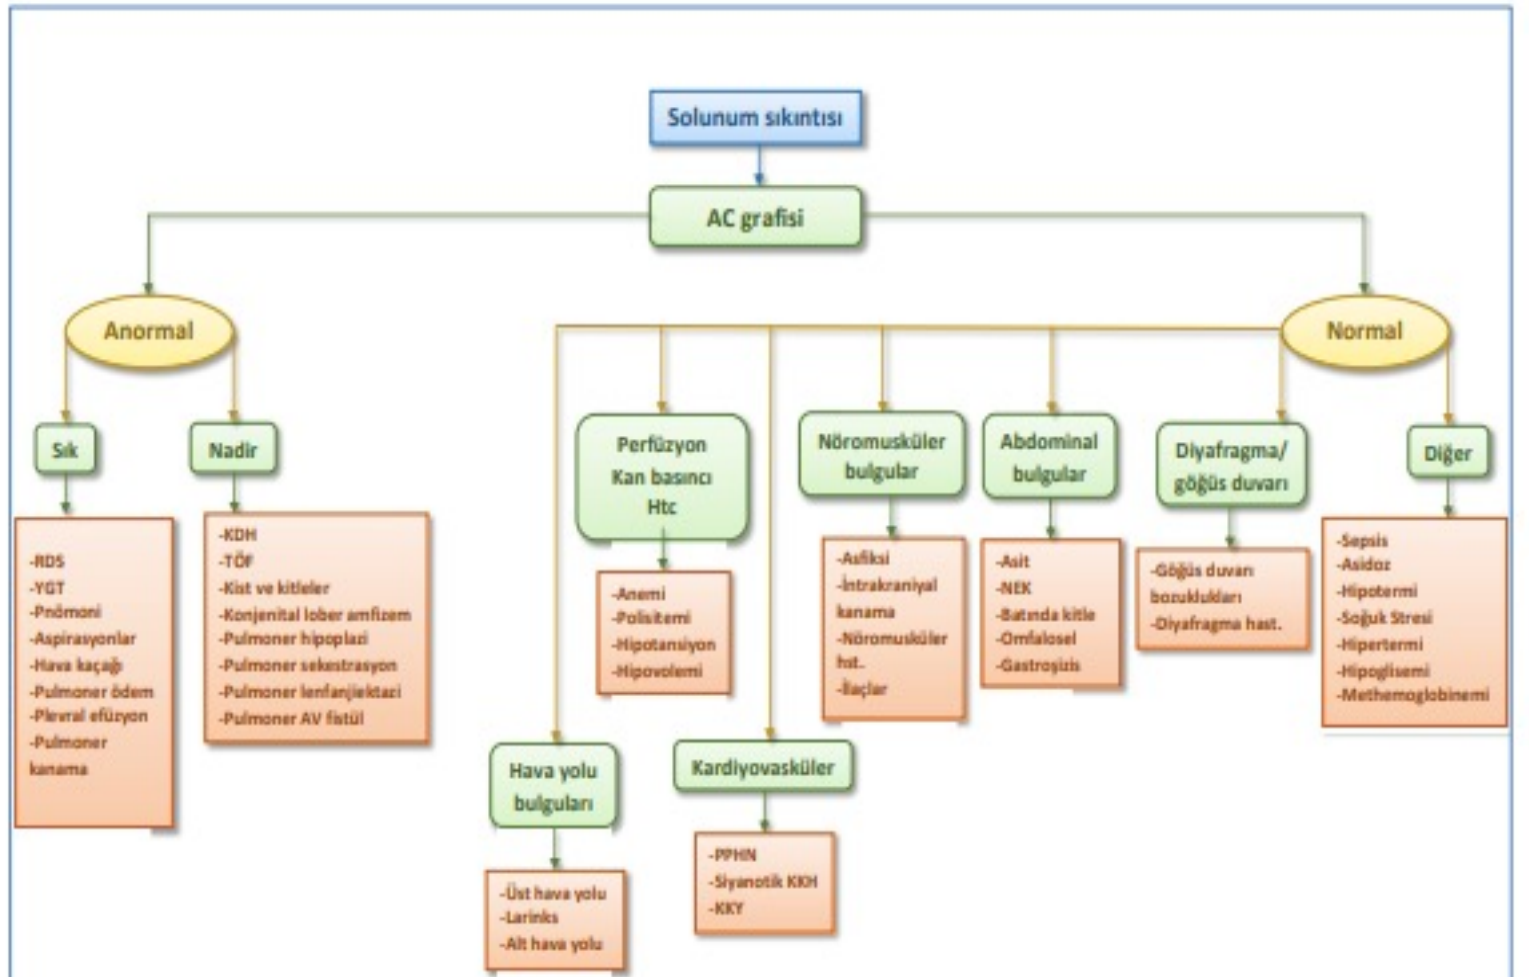 Solunum sıkıntısı
AC grafisi
Anormal
Normal
Sık
Nadir
Perfüzyon
Kan basıncı
Htc
Nöromusküler
bulgular
Abdominal
bulgular
Diyafragma/
göğüs duvarı
Diğer
-RDS
-YGT
-Pnömoni
-Aspirasyonlar
-Hava kaçağı
-Pulmoner ödem
-Plevral efüzyon
-Pulmoner
kanama
-KDH
-TÖF
-Kist ve kitleler
-Konjenital lober amfizem
-Pulmoner hipoplazi
-Pulmoner sekestrasyon
-Pulmoner lenfanjiektazi
-Pulmoner AV fistül
-Anemi
-Polisitemi
-Hipotansiyon
-Hipovolemi
-Asfiksi
-İntrakraniyal
kanama
-Nöromusküler
hst.
-İlaçlar
-Asit
-NEK
-Batında kitle
-Omfalosel
-Gastroşizis
-Göğüs duvarı
bozuklukları
-Diyafragma hast.
-Sepsis
-Asidoz
-Hipotermi
-Soğuk Stresi
-Hipertermi
-Hipoglisemi
-Methemoglobinemi
Hava yolu
bulguları
Kardiyovasküler
-Üst hava yolu
-Larinks
-Alt hava yolu
-PPHN
-Siyanotik KKH
-KKY